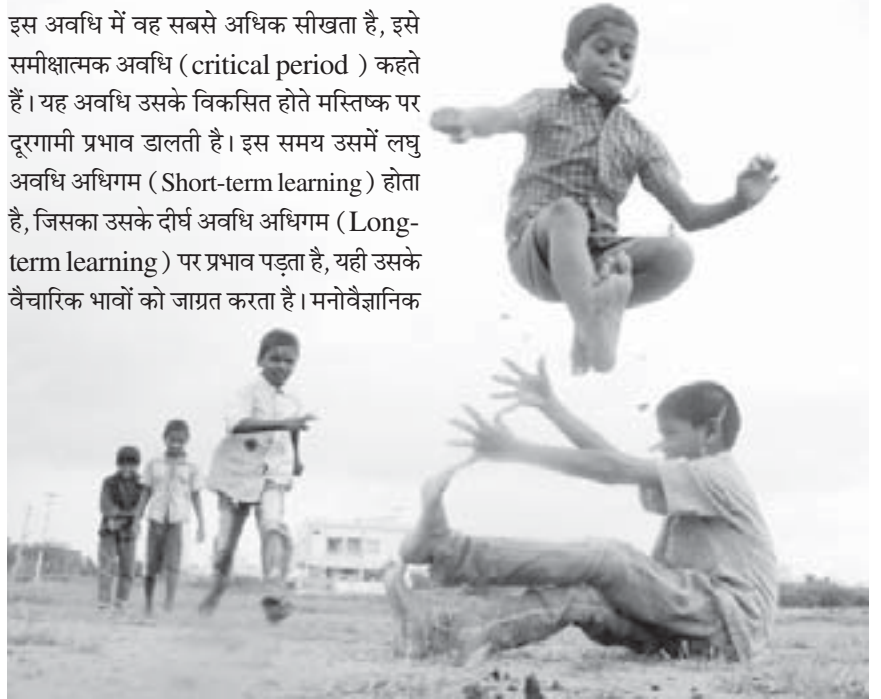 इस अवधि में वह सबसे अधिक सीखता है, इसे
समीक्षात्मक अवधि ( critical period ) कहते
हैं। यह अवधि उसके विकसित होते मस्तिष्क पर
दूरगामी प्रभाव डालती है। इस समय उसमें लघु
अवधि अधिगम ( Short-term learning ) होता
है, जिसका उसके दीर्घ अवधि अधिगम ( Long-
term learning ) पर प्रभाव पड़ता है, यही उसके
वैचारिक भावों को जाग्रत करता है। मनोवैज्ञानिक